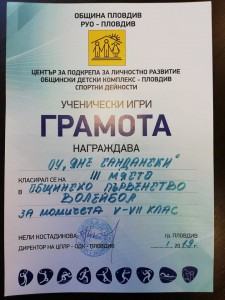 ОБЩИНА ПЛОВДИВ
РУО - ПЛОВДИВ
ЦЕНТЪР ЗА ПОДКРЕПА ЗА ЛИЧНОСТНО РАЗВИТИЕ
ОБЩИНСКИ ДЕТСКИ КОМПЛЕКС - ПЛОВДИВ
СПОРТНИ ДЕЙНОСТИ
УЧЕНИЧЕСКИ ИГРИ
ГРАМОТА
НАГРАЖДАВА
ОУ "ЯНЕ САНДАНСКИ"
КЛАСИРАЛ СЕ НА III МЯСТО
В ОБЩИНСКО ПЪРВЕНСТВО
ВОЛЕЙБОЛ
ЗА МОМИЧЕТА V-VII КЛАС
НЕЛИ КОСТАДИНОВА
ДИРЕКТОР НА ЦПЛР - ОДК - ПЛОВДИВ
гр. ПЛОВДИВ